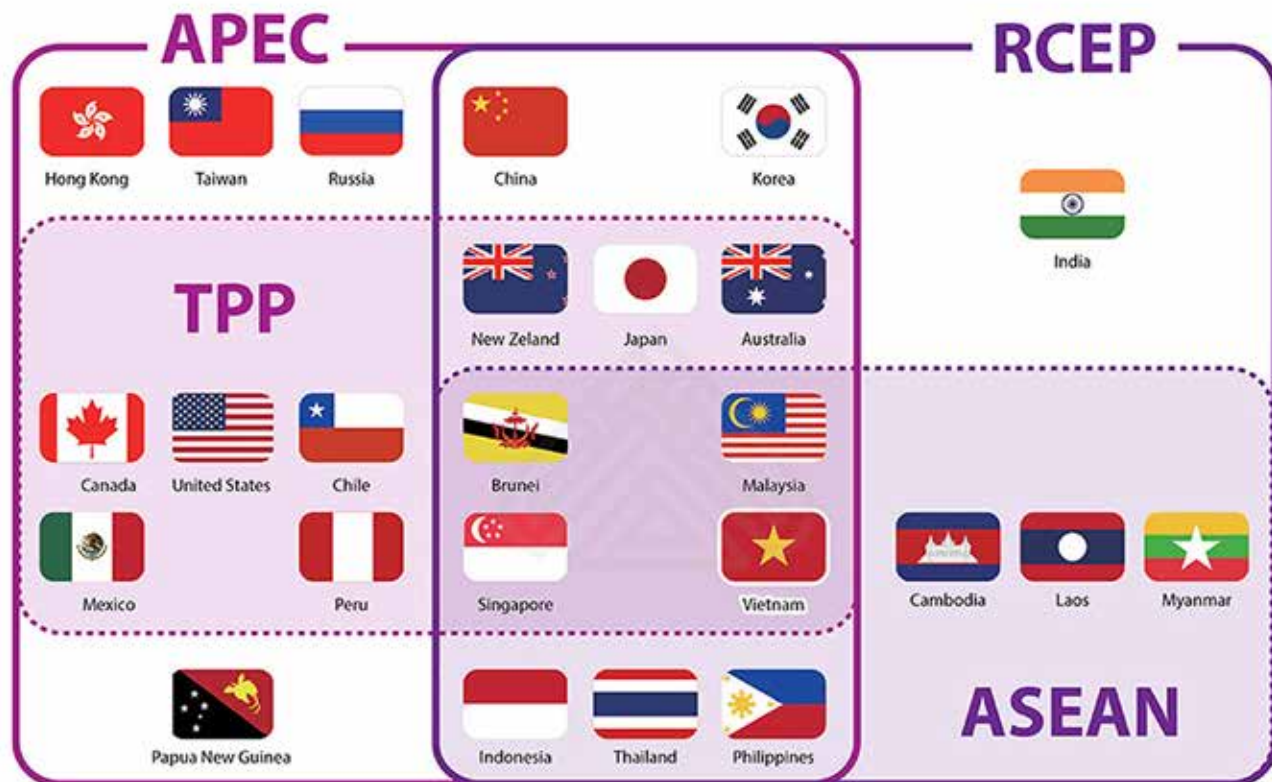 APEC
RCEP
Hong Kong Taiwan Russia China Korea
India
TPP
New Zeland Japan Australia
Canada United States Chile Brunei Malaysia
Mexico Peru Singapore Vietnam Cambodia Laos Myanmar
ASEAN
Papua New Guinea Indonesia Thailand Philippines